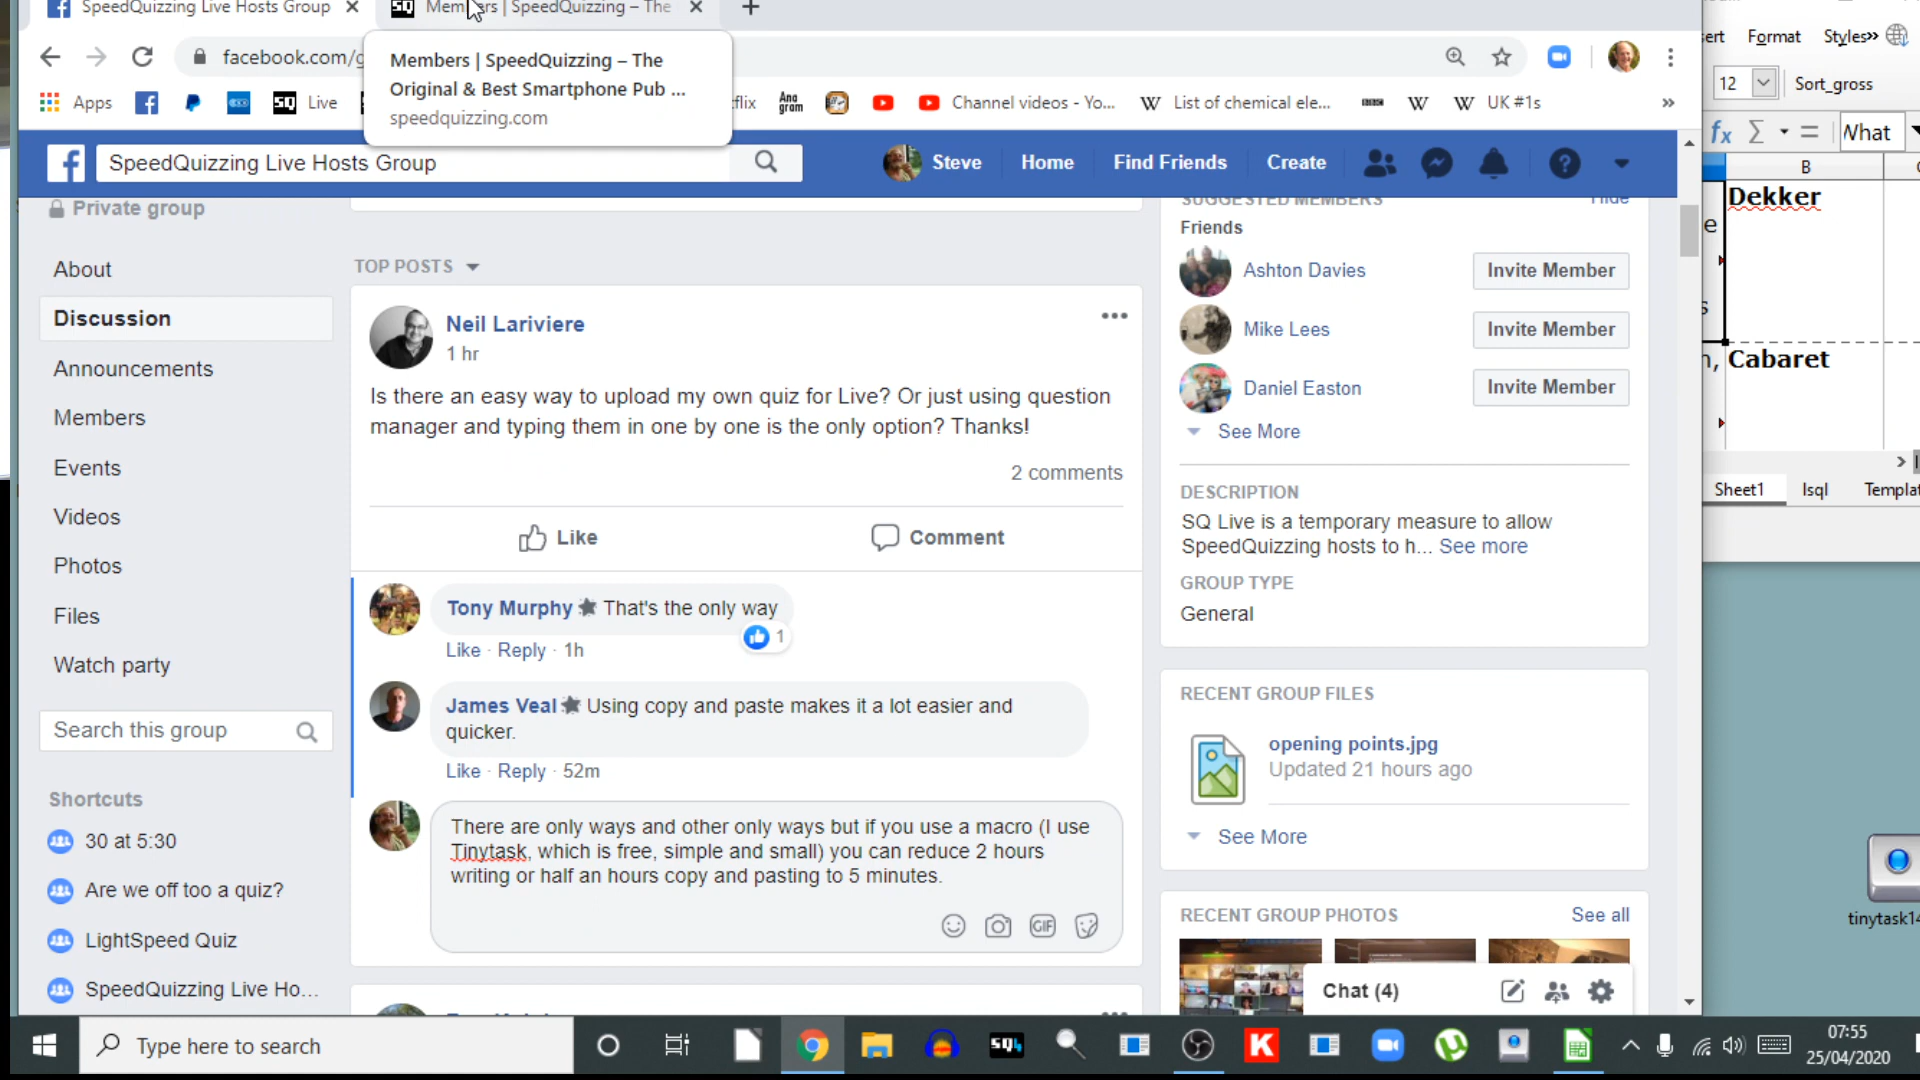 SpeedQuizzing Live Hosts Group
Members | SpeedQuizzing – The
facebook.com/g
Members | SpeedQuizzing – The
Original & Best Smartphone Pub ...
speedquizzing.com
Apps
SQ
Live
flix
Ana
gram
Channel videos - Yo...
List of chemical ele...
UK #1s
»
SpeedQuizzing Live Hosts Group
Steve
Home
Find Friends
Create
Private group
About
Discussion
Announcements
Members
Events
Videos
Photos
Files
Watch party
Search this group
Shortcuts
30 at 5:30
Are we off too a quiz?
LightSpeed Quiz
SpeedQuizzing Live Ho...
TOP POSTS
Neil Lariviere
1 hr
Is there an easy way to upload my own quiz for Live? Or just using question
manager and typing them in one by one is the only option? Thanks!
2 comments
Like
Comment
Tony Murphy That's the only way
1
Like · Reply · 1h
James Veal Using copy and paste makes it a lot easier and
quicker.
Like · Reply · 52m
There are only ways and other only ways but if you use a macro (I use
Tinytask, which is free, simple and small) you can reduce 2 hours
writing or half an hours copy and pasting to 5 minutes.
GIF
SUGGESTED MEMBERS
Hide
Friends
Ashton Davies
Invite Member
Mike Lees
Invite Member
Daniel Easton
Invite Member
See More
DESCRIPTION
SQ Live is a temporary measure to allow
SpeedQuizzing hosts to h... See more
GROUP TYPE
General
RECENT GROUP FILES
opening points.jpg
Updated 21 hours ago
See More
RECENT GROUP PHOTOS
See all
Chat (4)
ert
Format
Styles»
12
Sort_gross
fx Σ =
What
B
Dekker
e
s
n,
Cabaret
Sheet1
lsql
Templat
tinytask14
Type here to search
SQL
K
07:55
25/04/2020